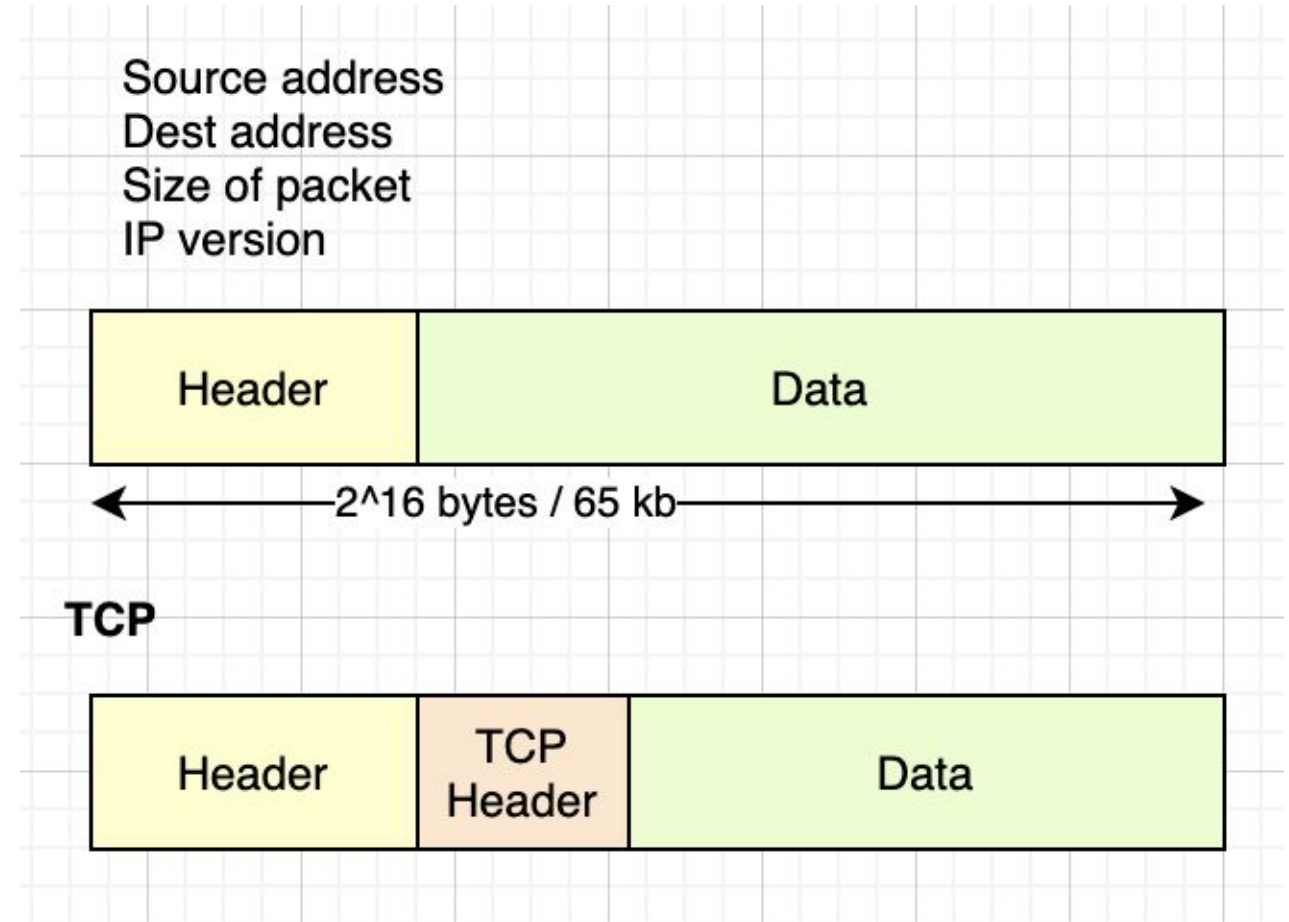 Source address
Dest address
Size of packet
IP version
Header
Data
2^16 bytes / 65 kb
TCP
Header
TCP
Header
Data